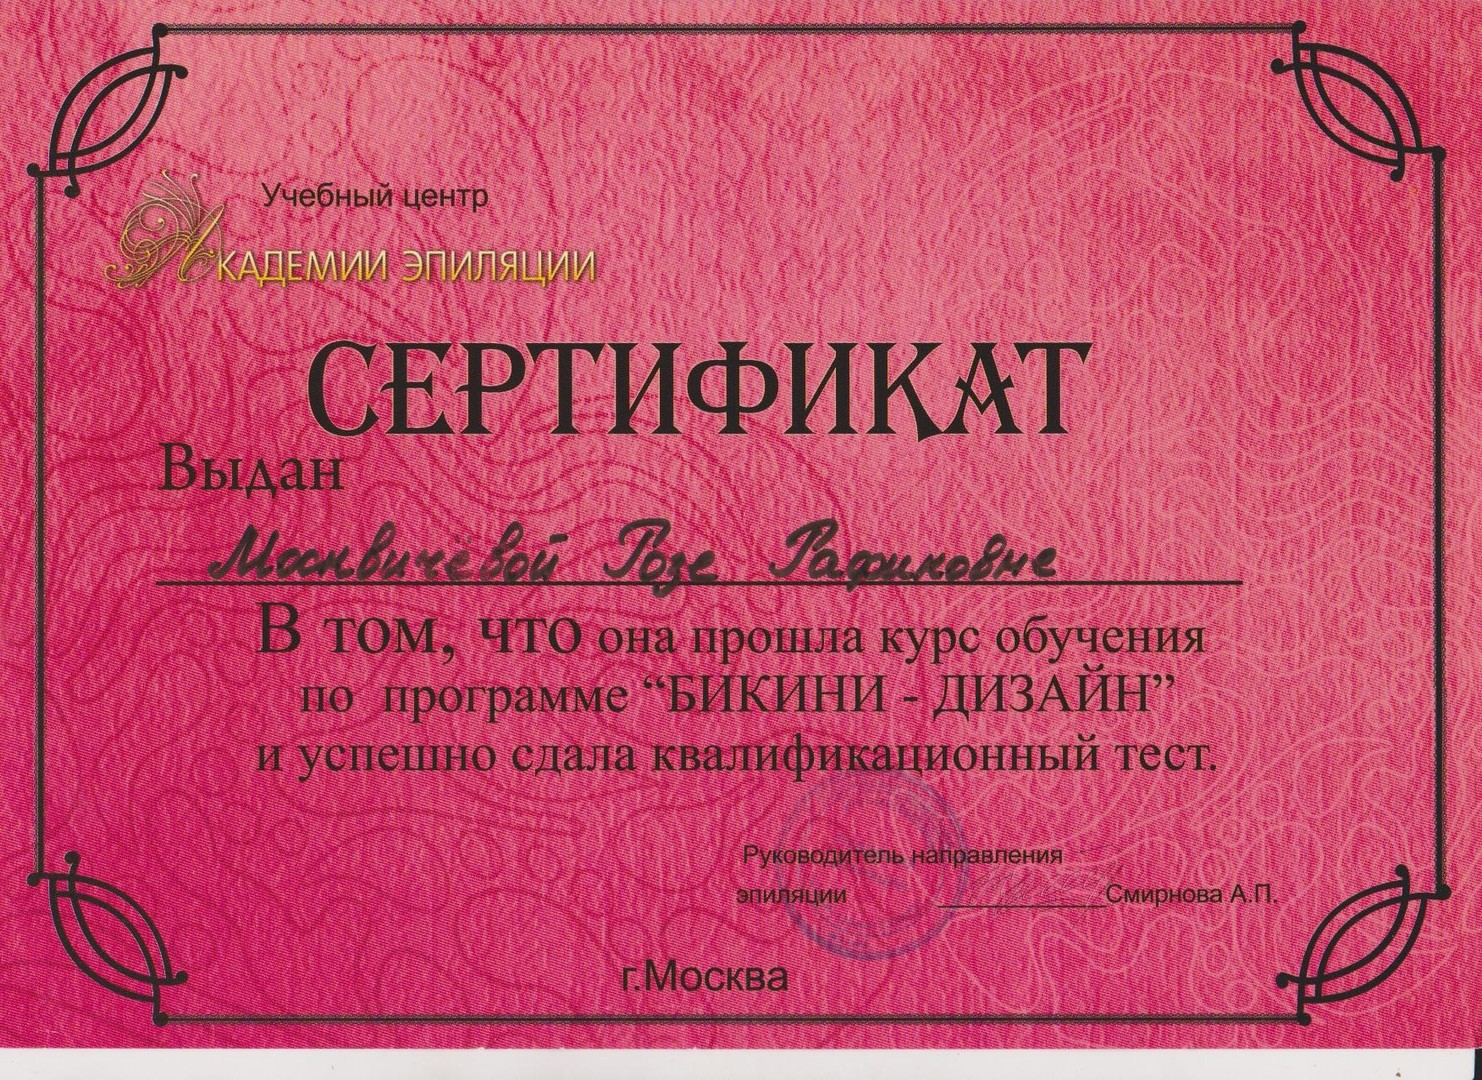 Учебный центр
Академии эпиляции
СЕРТИФИКАТ
Выдан
Москвичёвой Розе Рафиковне
В том, что она прошла курс обучения
по программе “БИКИНИ - ДИЗАЙН”
и успешно сдала квалификационный тест.
Руководитель направления
эпиляции Смирнова А.П.
г.Москва